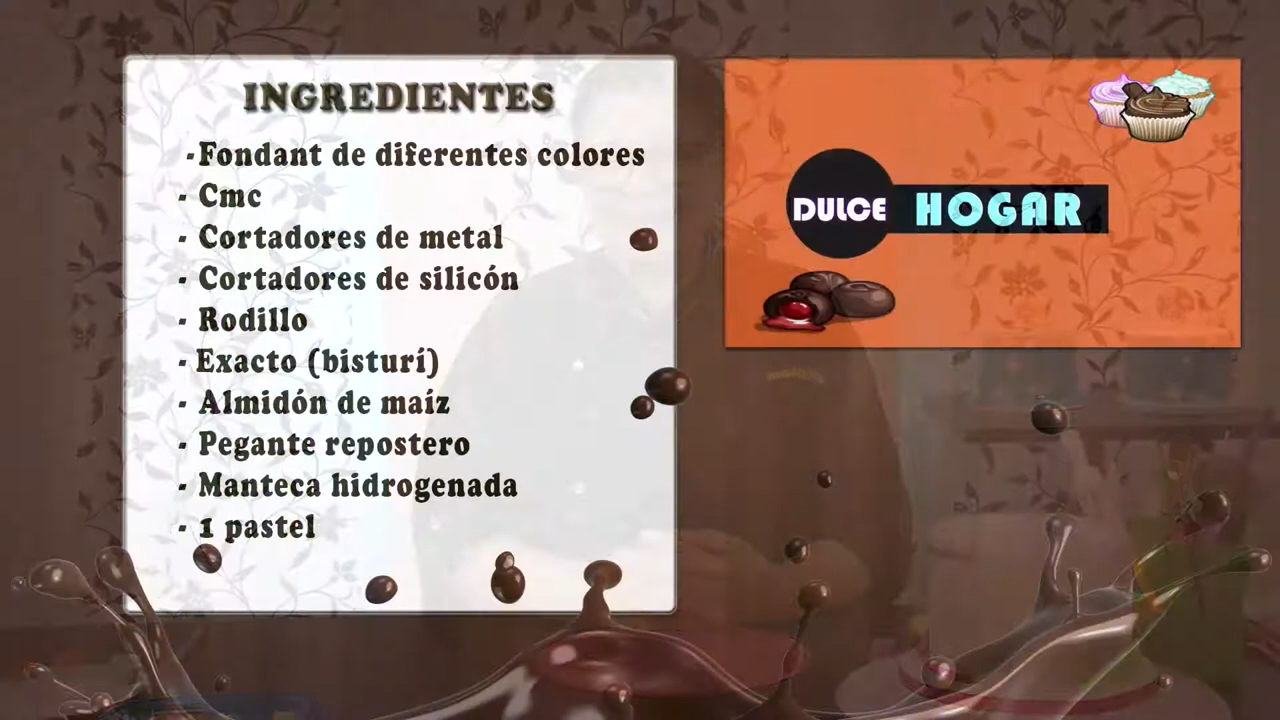 INGREDIENTES
-Fondant de diferentes colores
- Cmc
- Cortadores de metal
- Cortadores de silicón
- Rodillo
- Exacto (bisturí)
- Almidón de maíz
- Pegante repostero
- Manteca hidrogenada
- 1 pastel
DULCE HOGAR